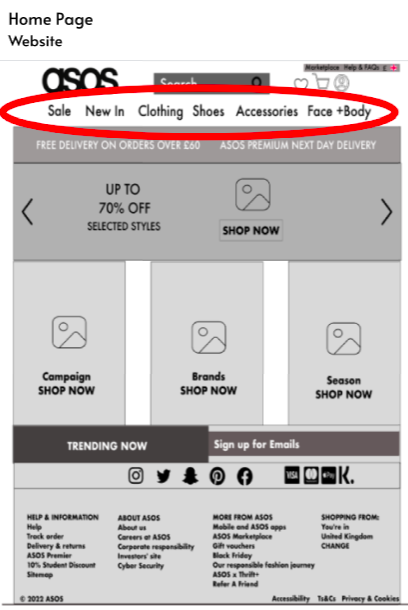 Home Page
Website
Marketplace Help & FAQs £
asos
Search
Sale New In Clothing Shoes Accessories Face +Body
FREE DELIVERY ON ORDERS OVER £60 ASOS PREMIUM NEXT DAY DELIVERY
UP TO
70% OFF
SELECTED STYLES
SHOP NOW
Campaign
SHOP NOW
Brands
SHOP NOW
Season
SHOP NOW
TRENDING NOW
Sign up for Emails
VISA Pay K.
HELP & INFORMATION
Help
Track order
Delivery & returns
ASOS Premier
10% Student Discount
Sitemap
ABOUT ASOS
About us
Careers at ASOS
Corporate responsibility
Investors' site
Cyber Security
MORE FROM ASOS
Mobile and ASOS apps
ASOS Marketplace
Gift vouchers
Black Friday
Our responsible fashion journey
ASOS x Thrift+
Refer A Friend
SHOPPING FROM:
You're in
United Kingdom
CHANGE
© 2022 ASOS
Accessibility Ts&Cs Privacy & Cookies